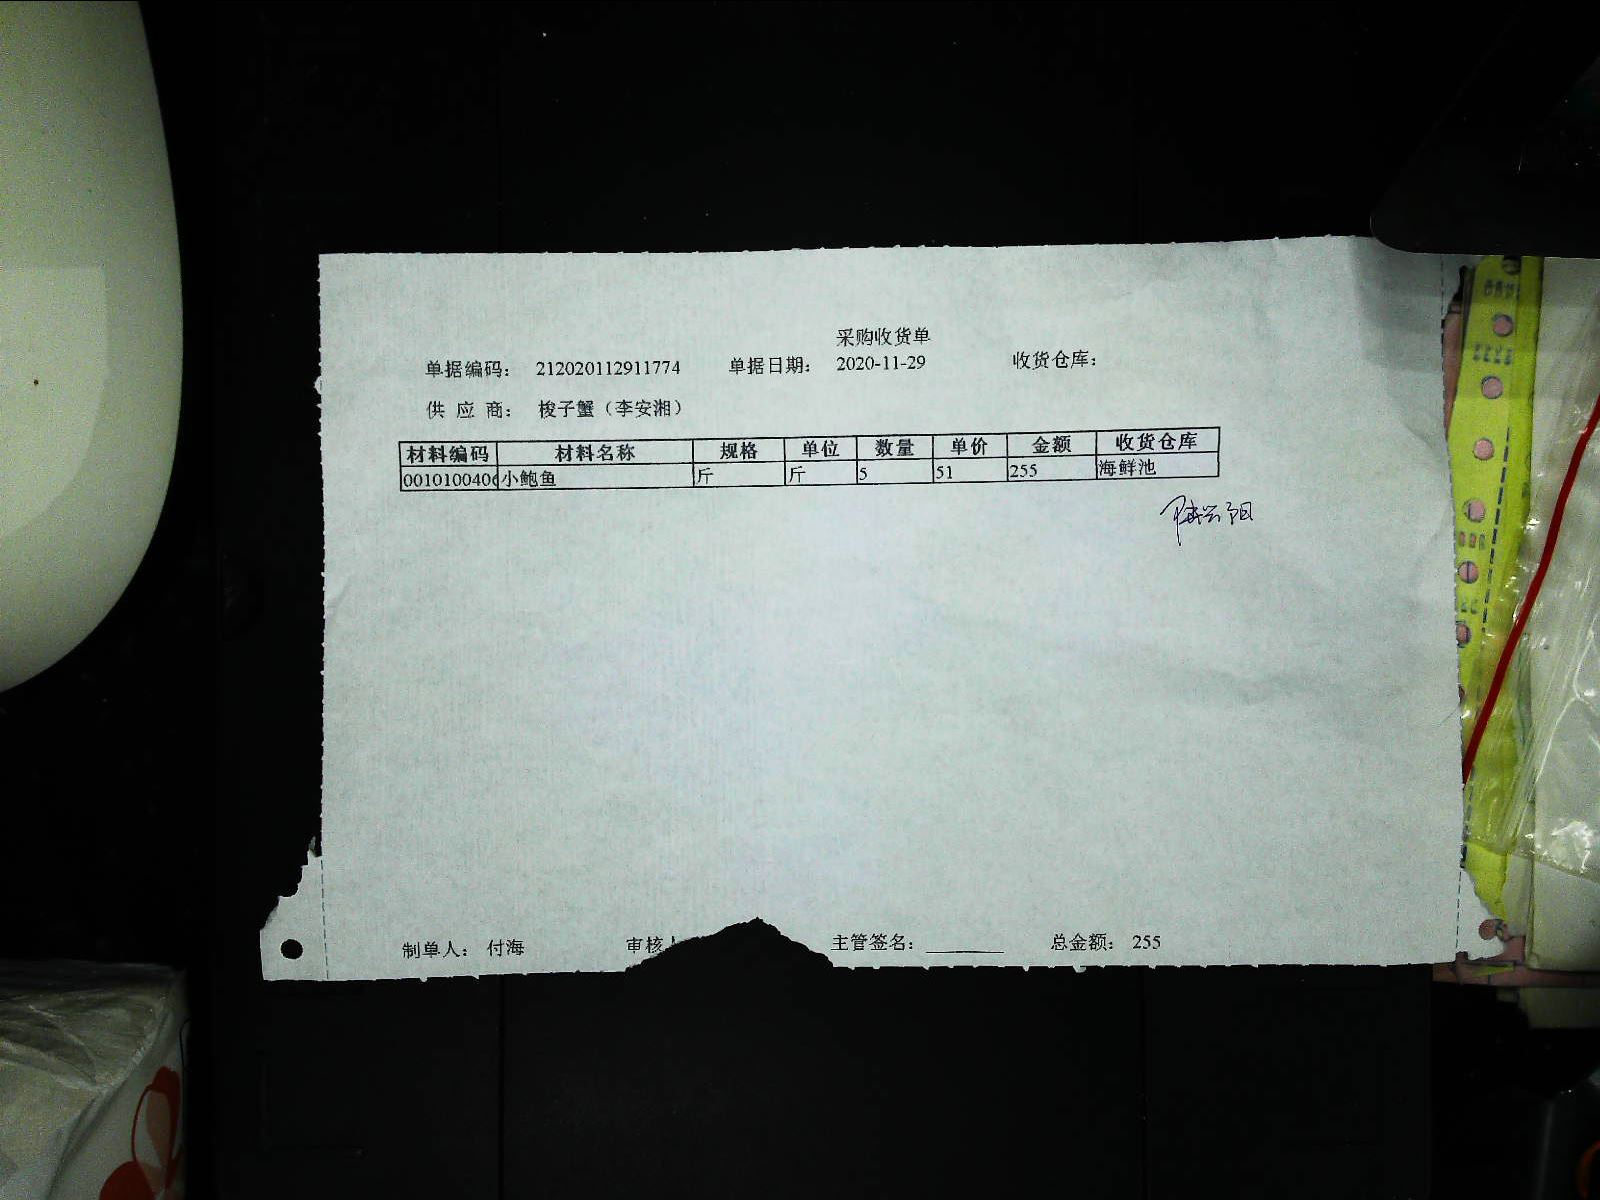 采购收货单
单据编码： 212020112911774 单据日期： 2020-11-29 收货仓库：
供 应 商： 梭子蟹（李安湘）
材料编码 材料名称 规格 单位 数量 单价 金额 收货仓库
0010100406 小鲍鱼 斤 斤 5 51 255 海鲜池
制单人： 付海 审核 主管签名： 总金额： 255